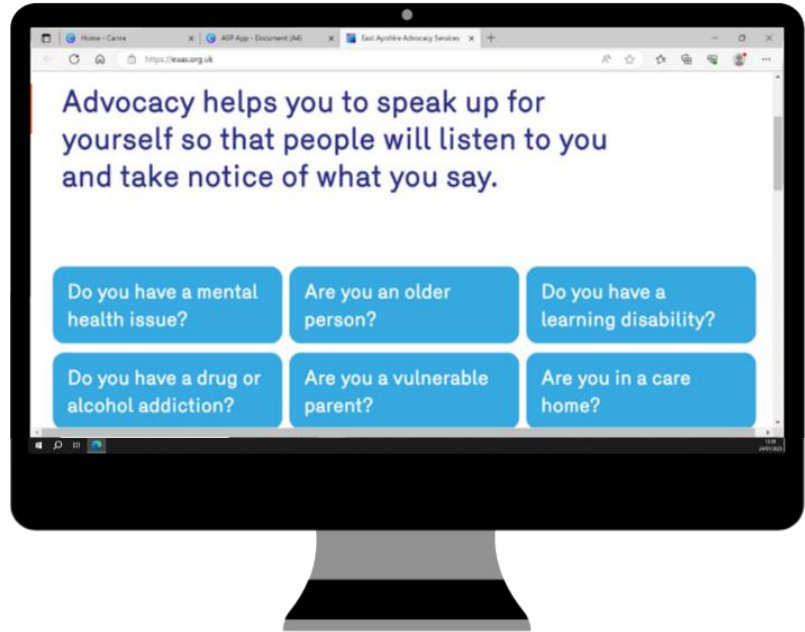 Home - Canva
ASP App - Document (A4)
East Ayrshire Advocacy Services
https://eaas.org.uk
Advocacy helps you to speak up for
yourself so that people will listen to you
and take notice of what you say.
Do you have a mental
health issue?
Are you an older
person?
Do you have a
learning disability?
Do you have a drug or
alcohol addiction?
Are you a vulnerable
parent?
Are you in a care
home?